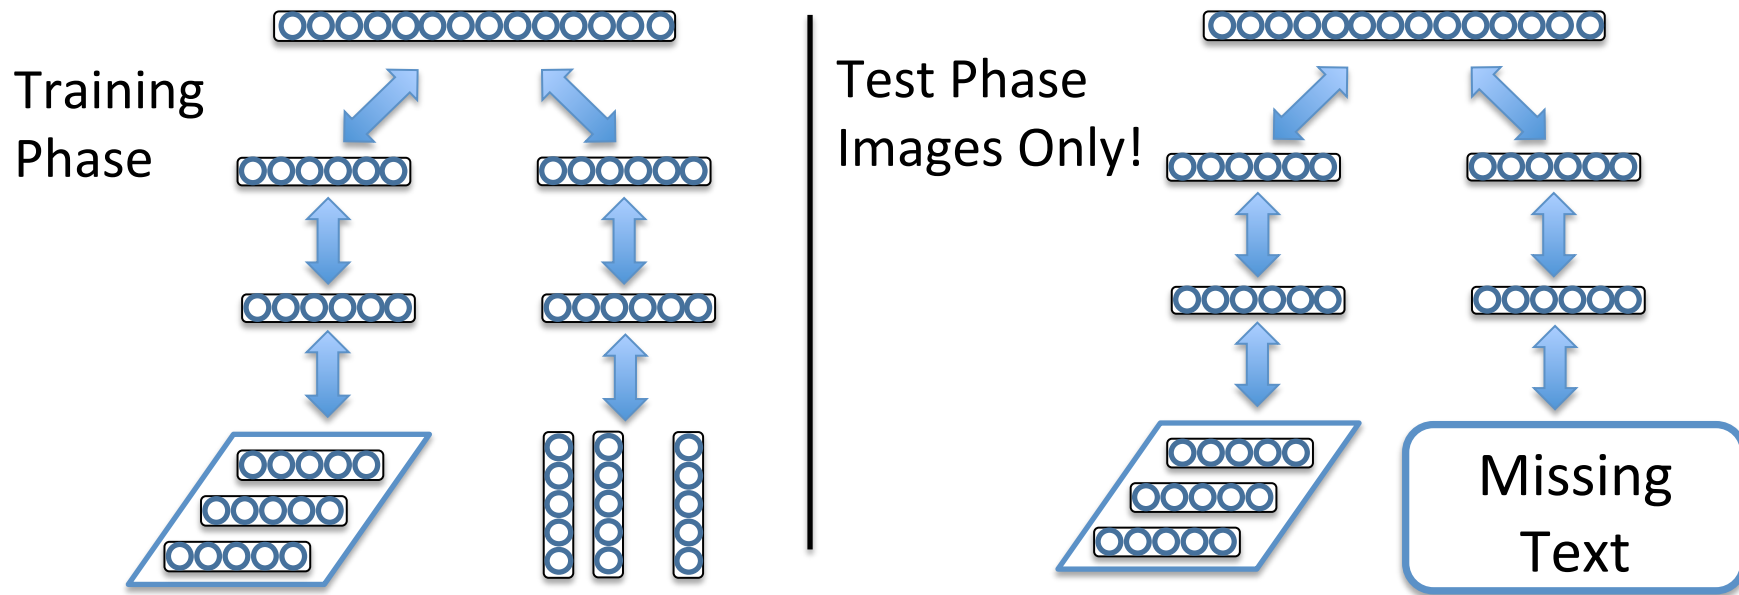 Training
Phase
Test Phase
Images Only!
Missing
Text